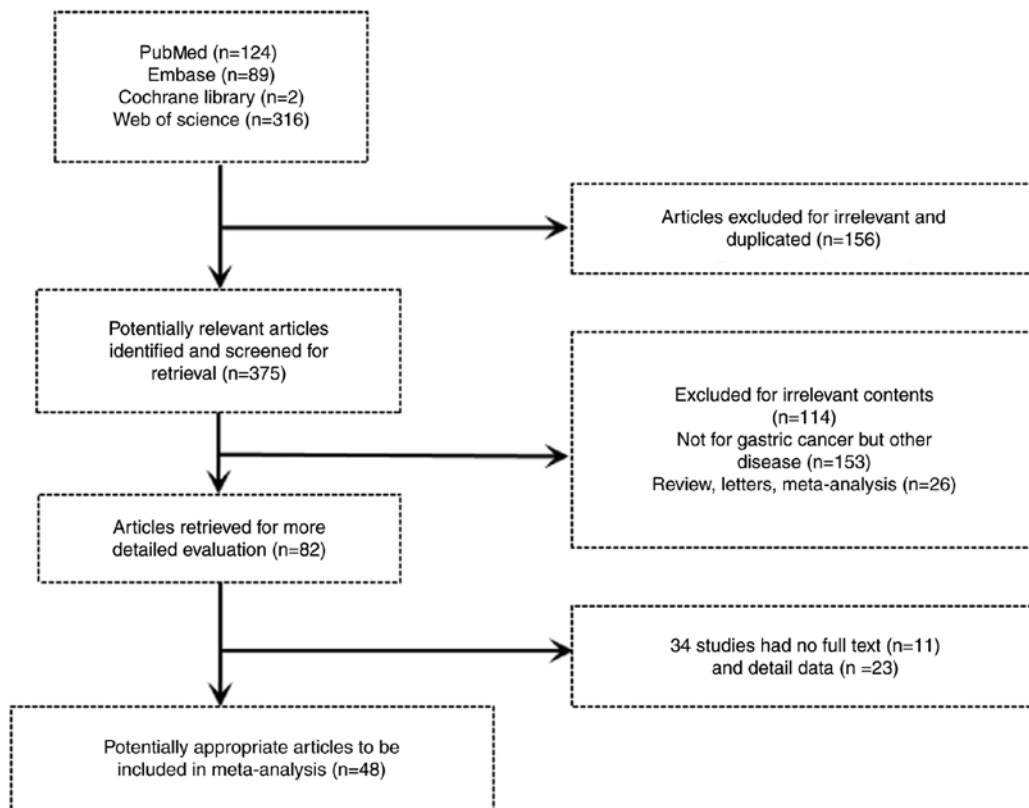 PubMed (n=124)
Embase (n=89)
Cochrane library (n=2)
Web of science (n=316)
Articles excluded for irrelevant and
duplicated (n=156)
Potentially relevant articles
identified and screened for
retrieval (n=375)
Excluded for irrelevant contents
(n=114)
Not for gastric cancer but other
disease (n=153)
Review, letters, meta-analysis (n=26)
Articles retrieved for more
detailed evaluation (n=82)
34 studies had no full text (n=11)
and detail data (n =23)
Potentially appropriate articles to be
included in meta-analysis (n=48)